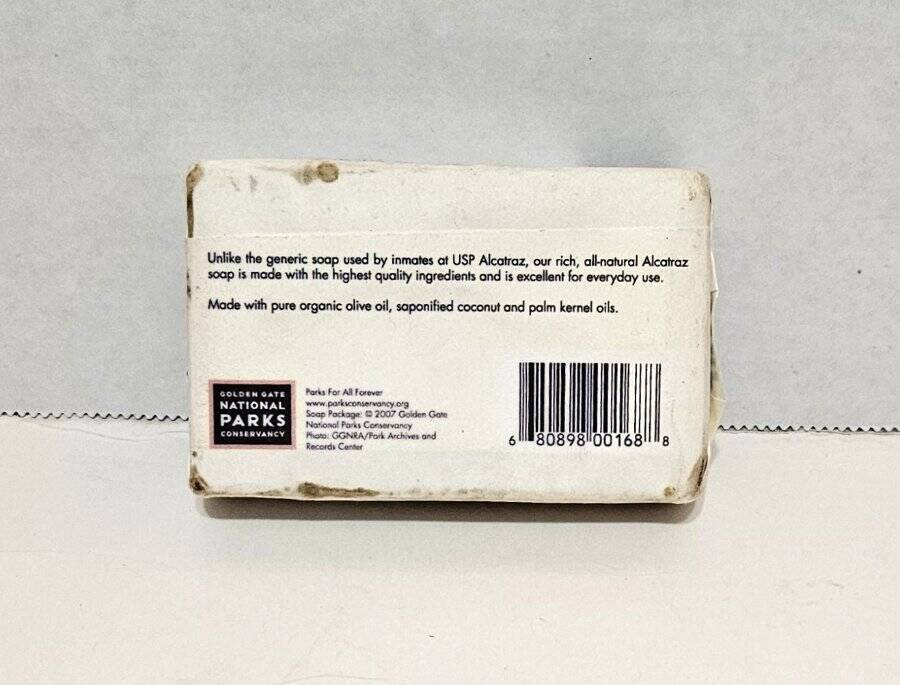 Unlike the generic soap used by inmates at USP Alcatraz, our rich, all-natural Alcatraz
soap is made with the highest quality ingredients and is excellent for everyday use.
Made with pure organic olive oil, saponified coconut and palm kernel oils.
GOLDEN GATE
NATIONAL
PARKS
CONSERVANCY
Parks For All Forever
www.parksconservancy.org
Soap Package: © 2007 Golden Gate
National Parks Conservancy
Photo: GGNRA/Park Archives and
Records Center
6 80898 00168 8